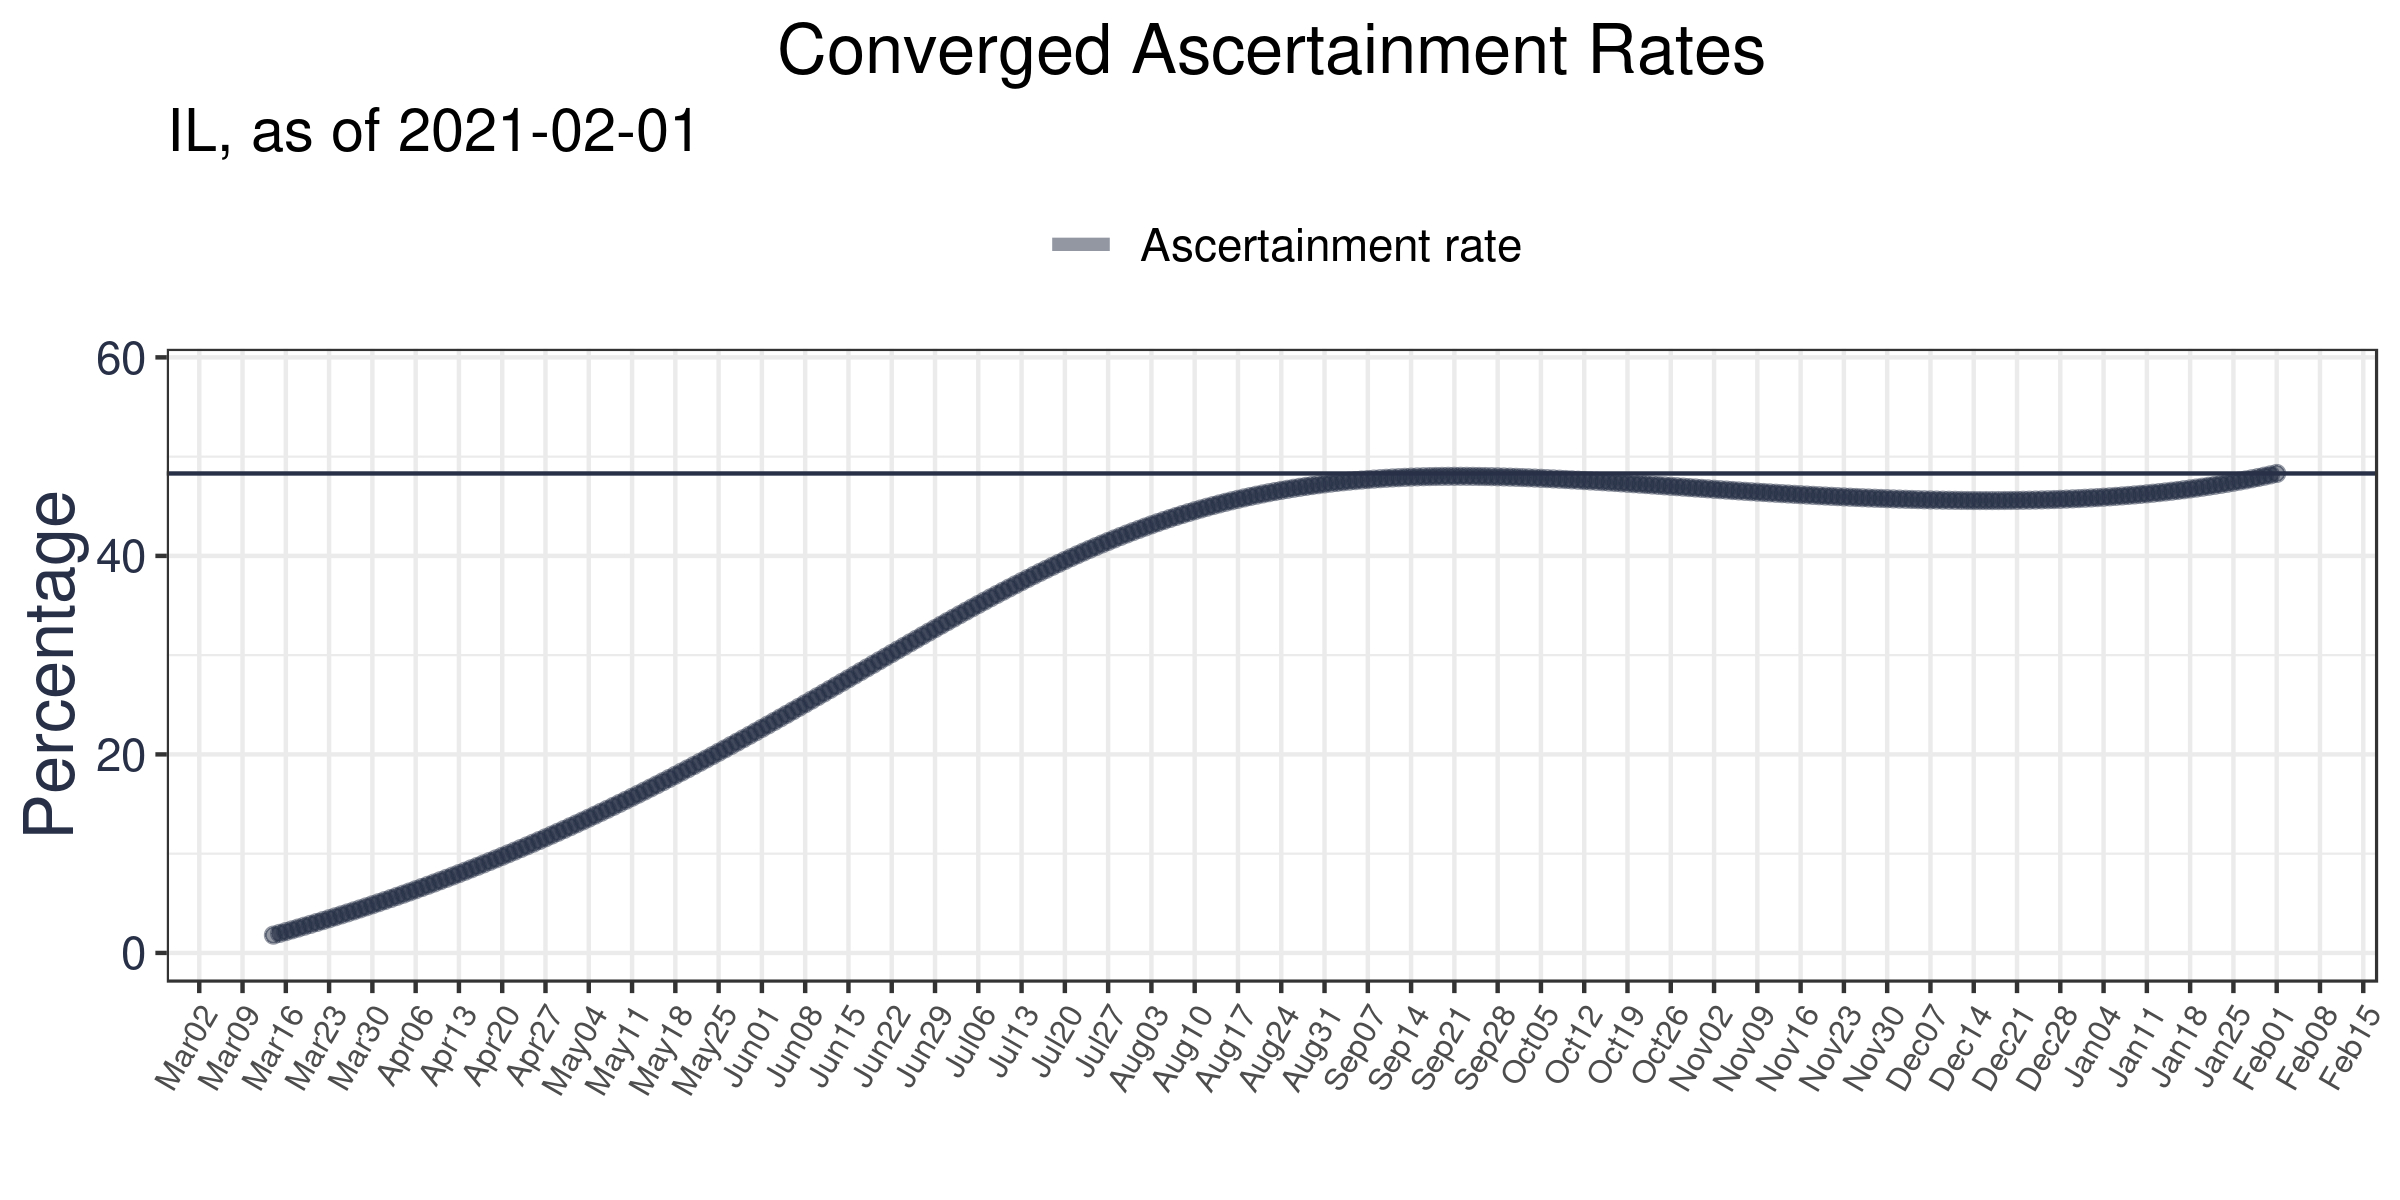 Converged Ascertainment Rates
IL, as of 2021-02-01
Ascertainment rate
Percentage
60
40
20
0
Mar02 Mar09 Mar16 Mar23 Mar30 Apr06 Apr13 Apr20 Apr27 May04 May11 May18 May25 Jun01 Jun08 Jun15 Jun22 Jun29 Jul06 Jul13 Jul20 Jul27 Aug03 Aug10 Aug17 Aug24 Aug31 Sep07 Sep14 Sep21 Sep28 Oct05 Oct12 Oct19 Oct26 Nov02 Nov09 Nov16 Nov23 Nov30 Dec07 Dec14 Dec21 Dec28 Jan04 Jan11 Jan18 Jan25 Feb01 Feb08 Feb15